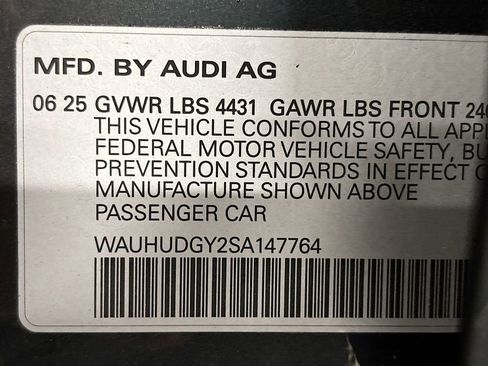 MFD. BY AUDI AG
06 25 GVWR LBS 4431 GAWR LBS FRONT
THIS VEHICLE CONFORMS TO ALL
FEDERAL MOTOR VEHICLE SAFETY,
PREVENTION STANDARDS IN EFFECT
MANUFACTURE SHOWN ABOVE
PASSENGER CAR
WAUHUDGY2SA147764